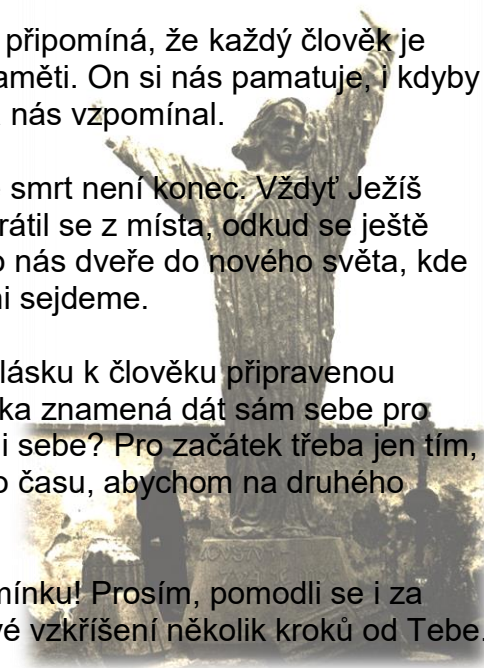 připomíná, že každý člověk je
aměti. On si nás pamatuje, i kdyby
nás vzpomínal.
smrt není konec. Vždyť Ježíš
rátil se z místa, odkud se ještě
o nás dveře do nového světa, kde
ni sejdeme.
lásku k člověku připravenou
ka znamená dát sám sebe pro
i sebe? Pro začátek třeba jen tím,
o času, abychom na druhého
mínku! Prosím, pomodli se i za
vé vzkříšení několik kroků od Tebe.